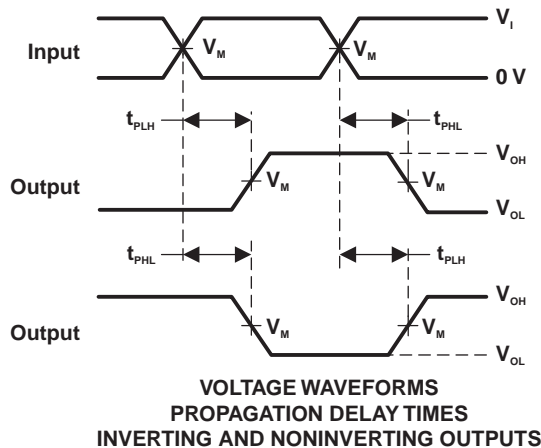 V_I
Input
V_M
V_M
0 V
t_PLH
t_PHL
V_OH
Output
V_M
V_M
V_OL
t_PHL
t_PLH
V_OH
Output
V_M
V_M
V_OL
VOLTAGE WAVEFORMS
PROPAGATION DELAY TIMES
INVERTING AND NONINVERTING OUTPUTS